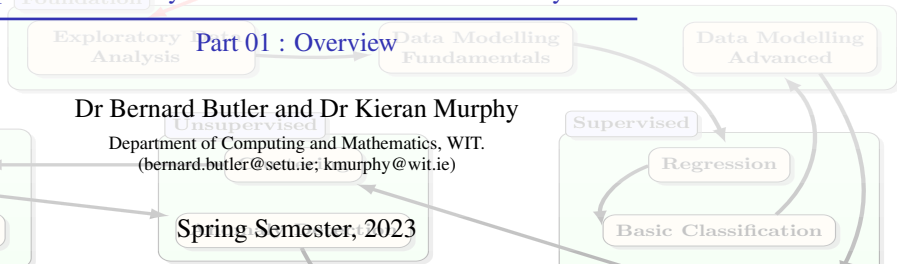 Foundation
Exploratory Data Analysis
Part 01 : Overview
Data Modelling Fundamentals
Data Modelling Advanced
Dr Bernard Butler and Dr Kieran Murphy
Unsupervised
Supervised
Department of Computing and Mathematics, WIT.
(bernard.butler@setu.ie; kmurphy@wit.ie)
Regression
Spring Semester, 2023
Basic Classification